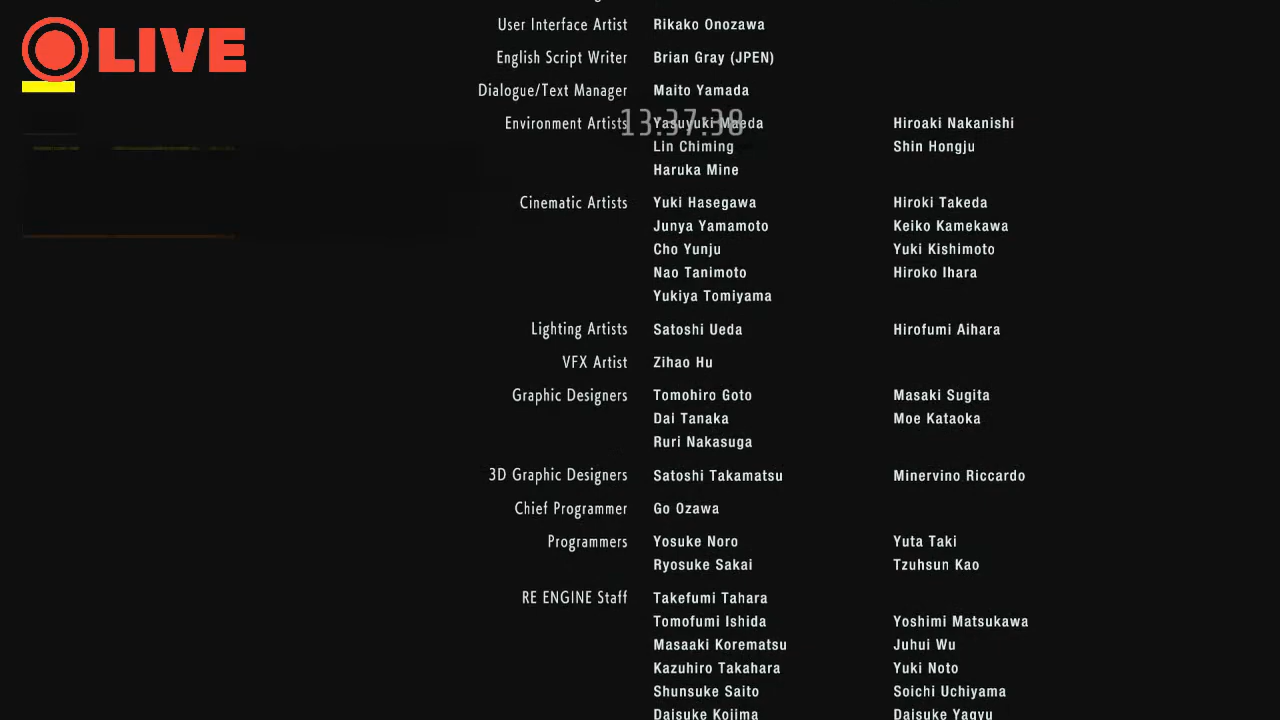 LIVE
User Interface Artist Rikako Onozawa
English Script Writer Brian Gray (JPEN)
Dialogue/Text Manager Maito Yamada
13:37:38
Environment Artists Yasuyuki Maeda Hiroaki Nakanishi
Lin Chiming Shin Hongju
Haruka Mine
Cinematic Artists Yuki Hasegawa Hiroki Takeda
Junya Yamamoto Keiko Kamekawa
Cho Yunju Yuki Kishimoto
Nao Tanimoto Hiroko Ihara
Yukiya Tomiyama
Lighting Artists Satoshi Ueda Hirofumi Aihara
VFX Artist Zihao Hu
Graphic Designers Tomohiro Goto Masaki Sugita
Dai Tanaka Moe Kataoka
Ruri Nakasuga
3D Graphic Designers Satoshi Takamatsu Minervino Riccardo
Chief Programmer Go Ozawa
Programmers Yosuke Noro Yuta Taki
Ryosuke Sakai Tzuhsun Kao
RE ENGINE Staff Takefumi Tahara
Tomofumi Ishida Yoshimi Matsukawa
Masaaki Korematsu Juhui Wu
Kazuhiro Takahara Yuki Noto
Shunsuke Saito Soichi Uchiyama
Daisuke Kojima Daisuke Yagyu